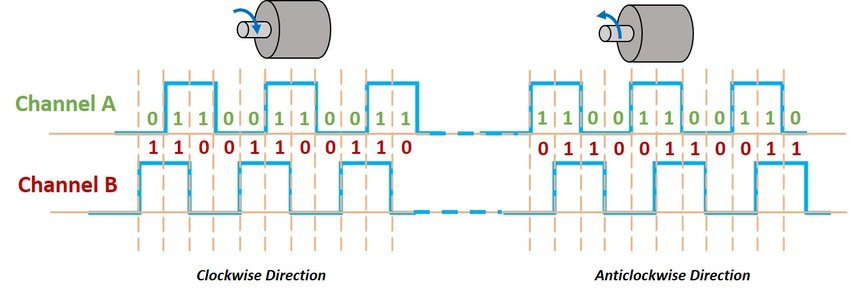 Channel A
0 1 1 0 0 1 1 0 0 1 1
1 1 0 0 1 1 0 0 1 1 0
1 1 0 0 1 1 0 0 1 1 0
0 1 1 0 0 1 1 0 0 1 1
Channel B
Clockwise Direction
Anticlockwise Direction